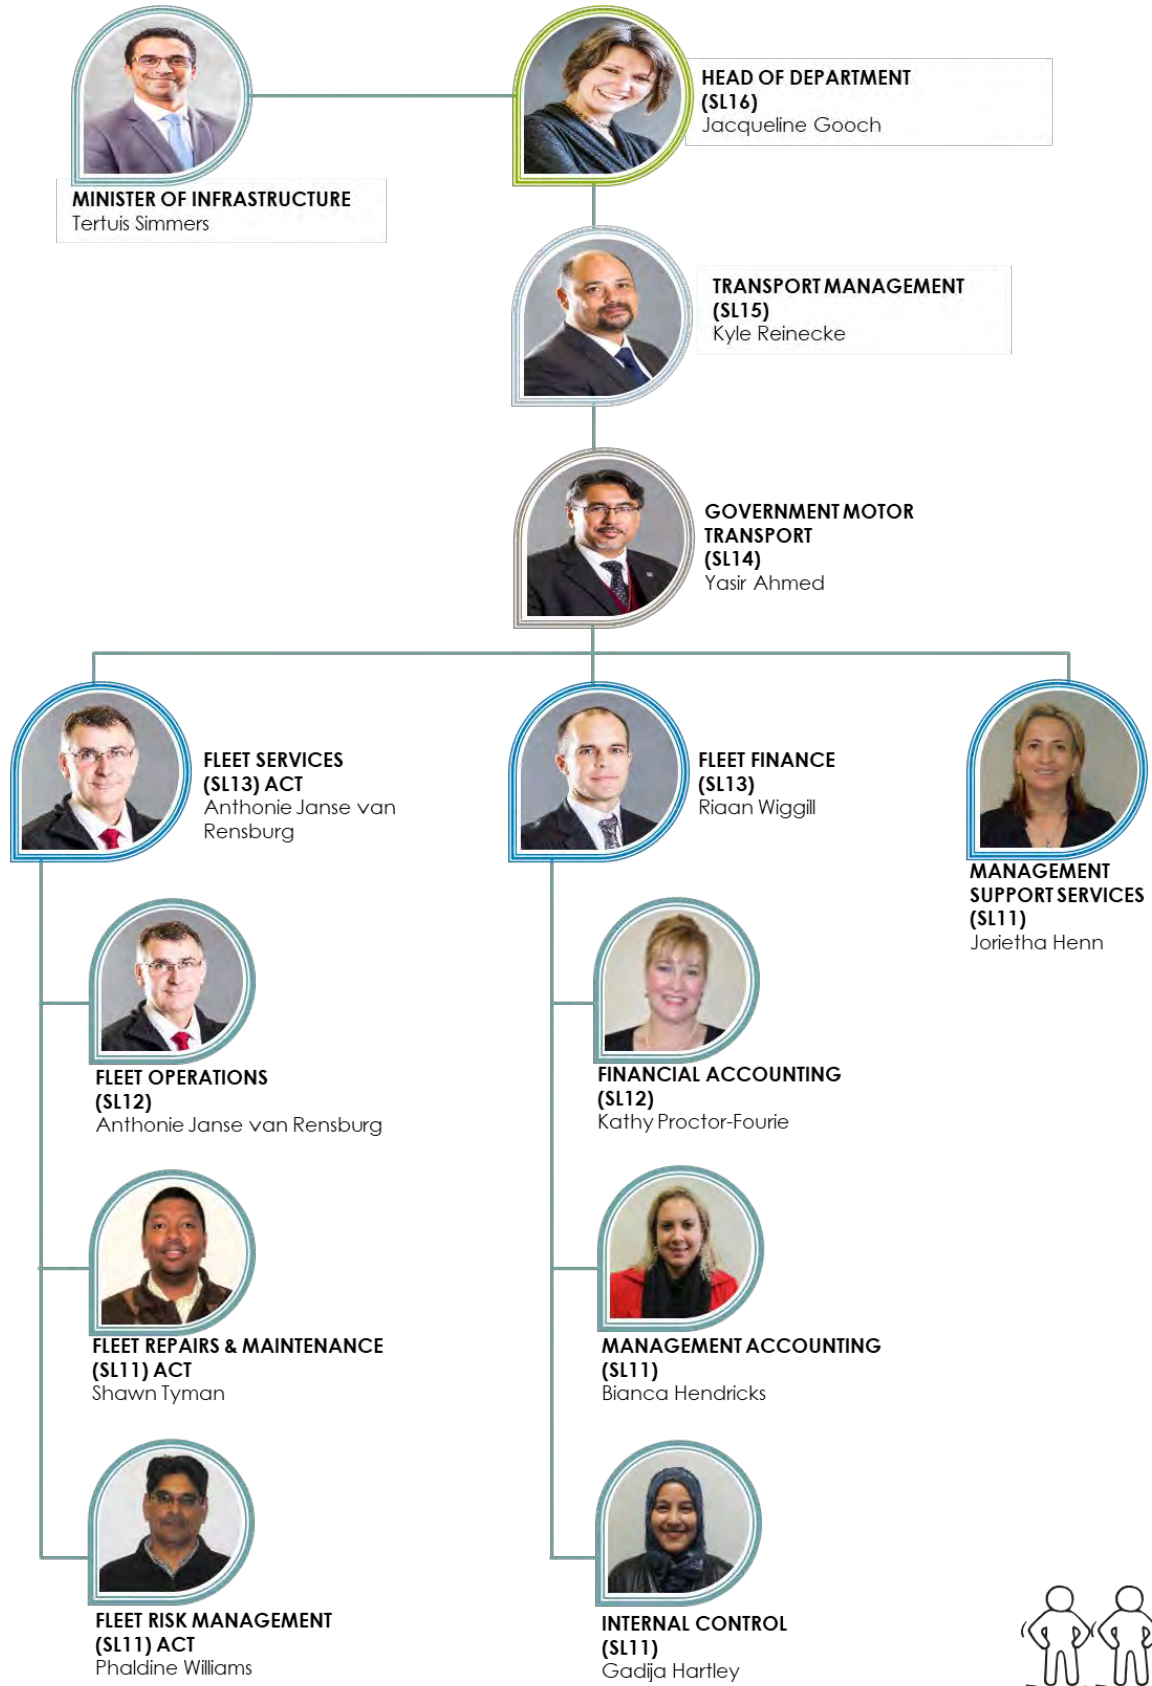 HEAD OF DEPARTMENT
(SL16)
Jacqueline Gooch
MINISTER OF INFRASTRUCTURE
Tertuis Simmers
TRANSPORT MANAGEMENT
(SL15)
Kyle Reinecke
GOVERNMENT MOTOR
TRANSPORT
(SL14)
Yasir Ahmed
FLEET SERVICES
(SL13) ACT
Anthonie Janse van
Rensburg
FLEET FINANCE
(SL13)
Riaan Wiggill
MANAGEMENT
SUPPORT SERVICES
(SL11)
Jorietha Henn
FLEET OPERATIONS
(SL12)
Anthonie Janse van Rensburg
FINANCIAL ACCOUNTING
(SL12)
Kathy Proctor-Fourie
FLEET REPAIRS & MAINTENANCE
(SL11) ACT
Shawn Tyman
MANAGEMENT ACCOUNTING
(SL11)
Bianca Hendricks
FLEET RISK MANAGEMENT
(SL11) ACT
Phaldine Williams
INTERNAL CONTROL
(SL11)
Gadija Hartley